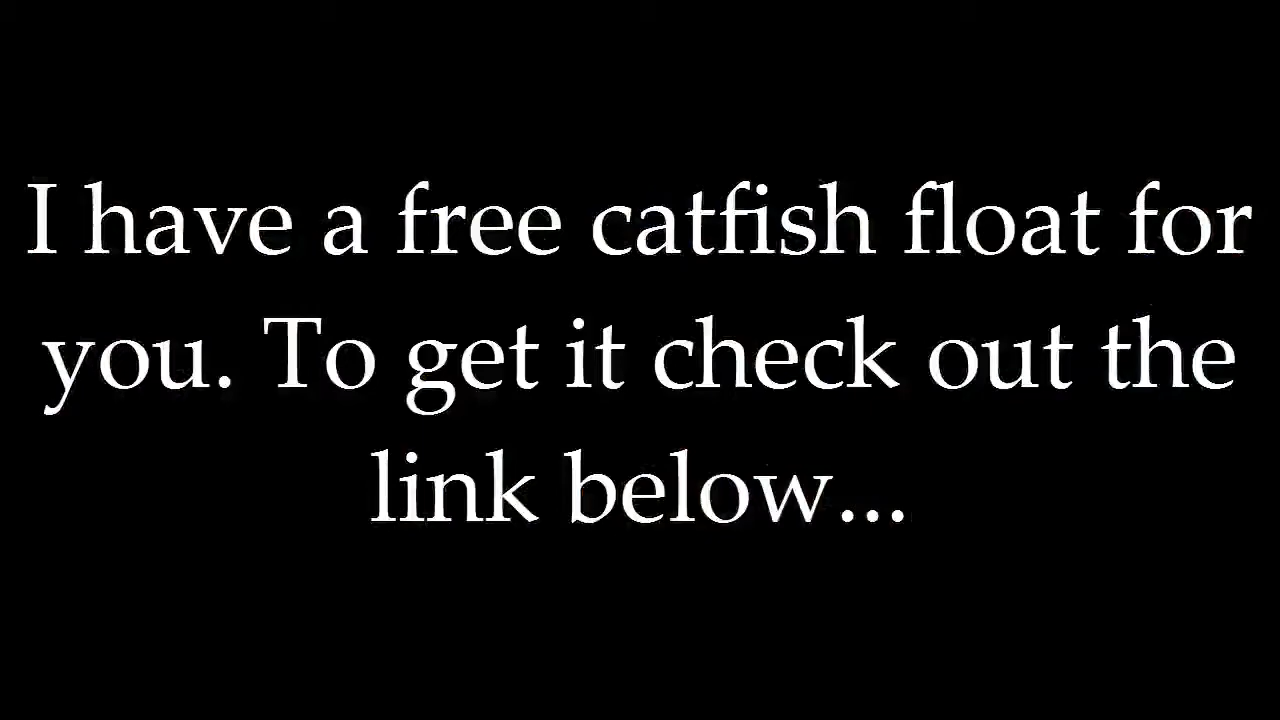 I have a free catfish float for
you. To get it check out the
link below...